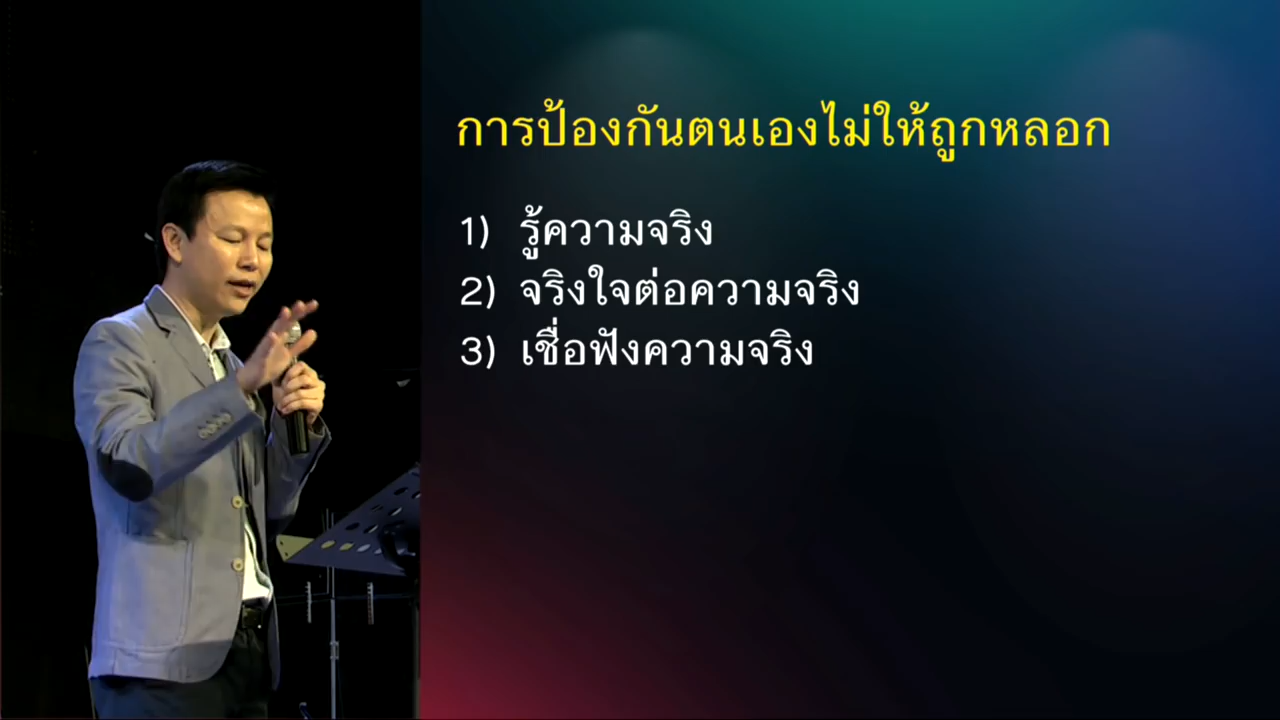 การป้องกันตนเองไม่ให้ถูกหลอก
1) รู้ความจริง
2) จริงใจต่อความจริง
3) เชื่อฟังความจริง